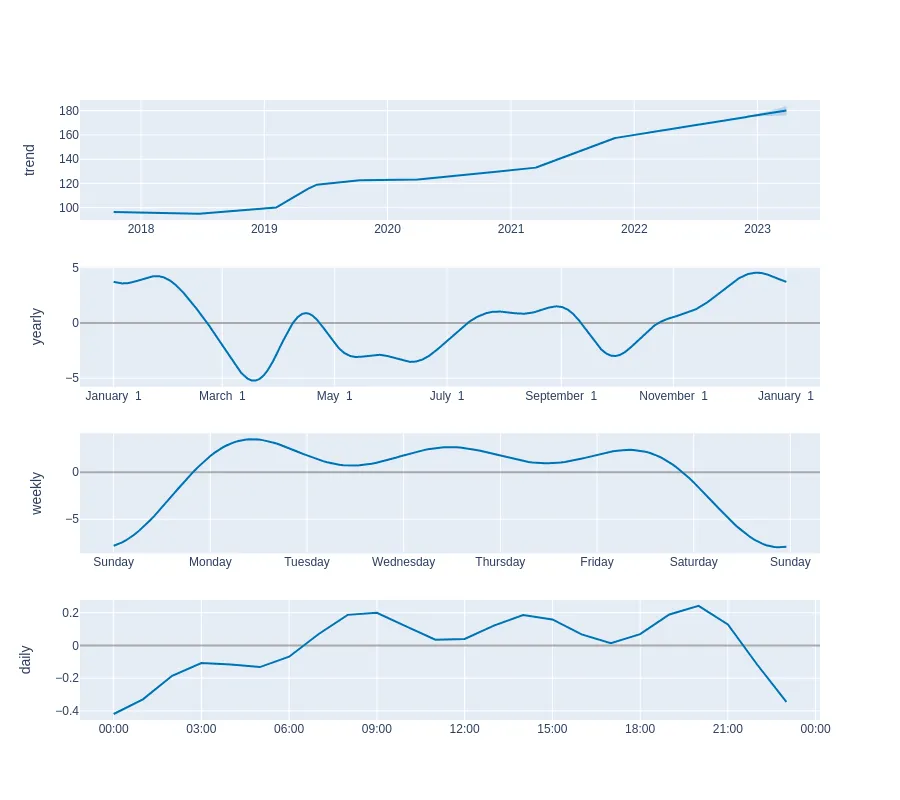 trend
180
160
140
120
100
2018 2019 2020 2021 2022 2023
yearly
5
0
−5
January 1 March 1 May 1 July 1 September 1 November 1 January 1
weekly
0
−5
Sunday Monday Tuesday Wednesday Thursday Friday Saturday Sunday
daily
0.2
0
−0.2
−0.4
00:00 03:00 06:00 09:00 12:00 15:00 18:00 21:00 00:00